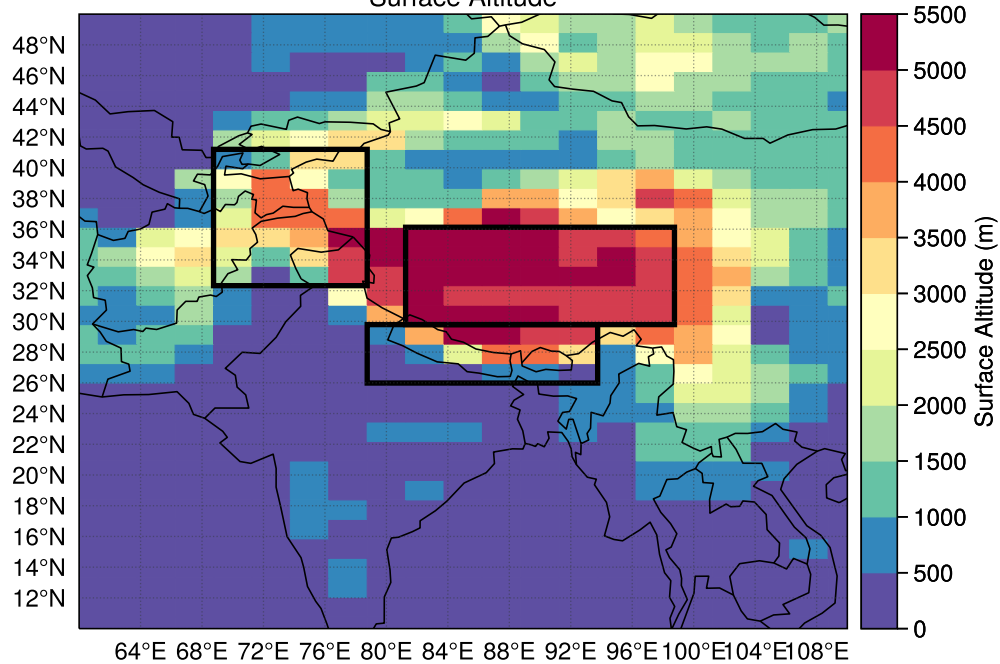 Surface Altitude
48°N
46°N
44°N
42°N
40°N
38°N
36°N
34°N
32°N
30°N
28°N
26°N
24°N
22°N
20°N
18°N
16°N
14°N
12°N
64°E 68°E 72°E 76°E 80°E 84°E 88°E 92°E 96°E 100°E 104°E 108°E
5500
5000
4500
4000
3500
3000
2500
2000
1500
1000
500
0
Surface Altitude (m)